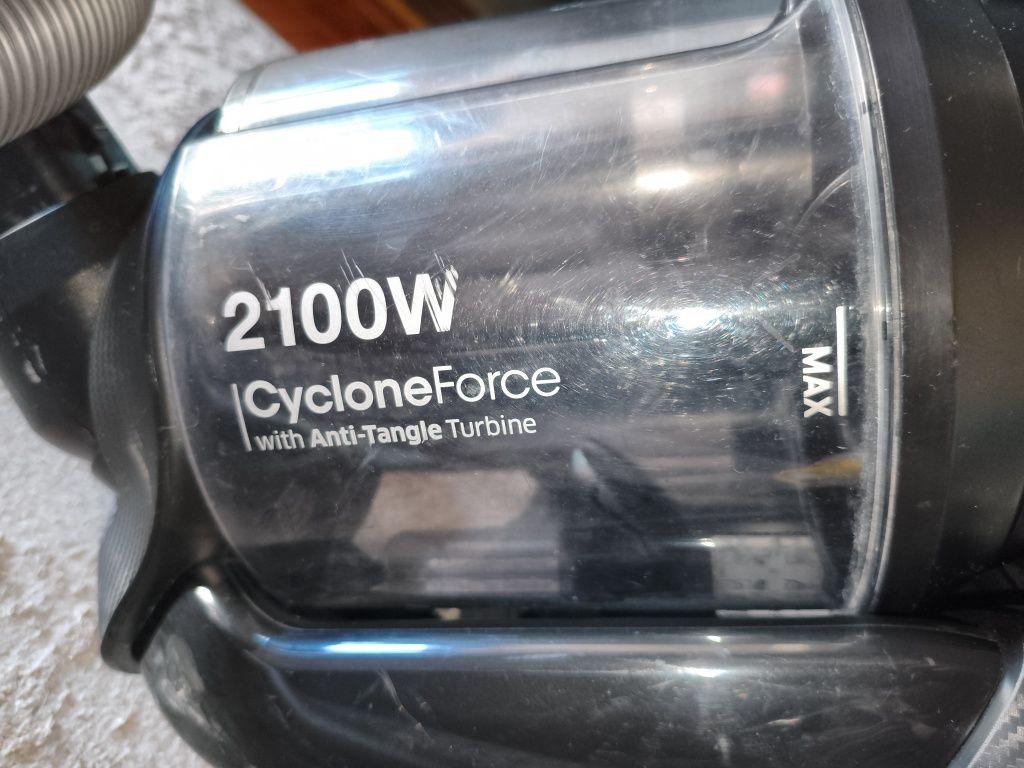 2100W
CycloneForce
with Anti-Tangle Turbine
MAX